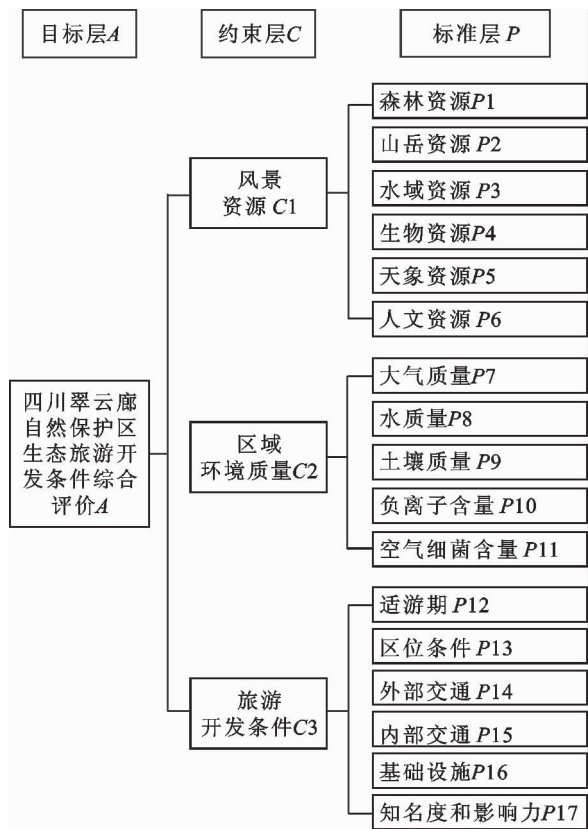 目标层A
约束层C
标准层P
森林资源P1
山岳资源P2
风景
资源C1
水域资源P3
生物资源P4
天象资源P5
人文资源P6
四川翠云廊
自然保护区
生态旅游开
发条件综合
评价A
大气质量P7
水质量P8
区域
环境质量C2
土壤质量P9
负离子含量P10
空气细菌含量P11
适游期P12
区位条件P13
旅游
开发条件C3
外部交通P14
内部交通P15
基础设施P16
知名度和影响力P17